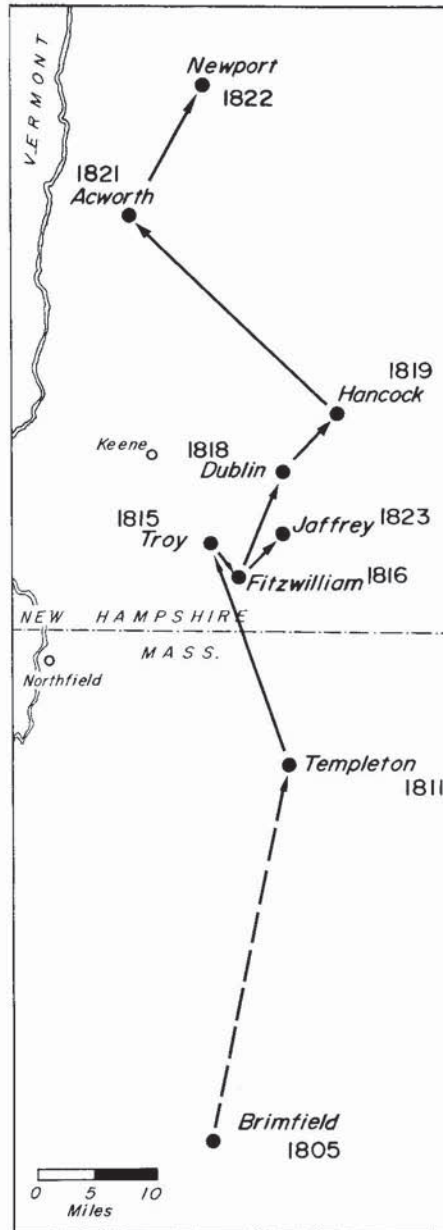 VERMONT
Newport
1822
1821
Acworth
1819
Hancock
Keene
1818
Dublin
1815
Troy
Jaffrey 1823
Fitzwilliam 1816
NEW HAMPSHIRE
MASS.
Northfield
Templeton
1811
Brimfield
1805
0 5 10
Miles